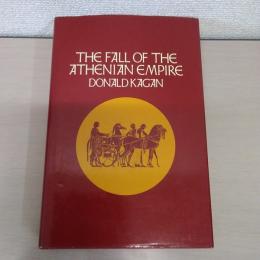 THE FALL OF THE
ATHENIAN EMPIRE
DONALD KAGAN